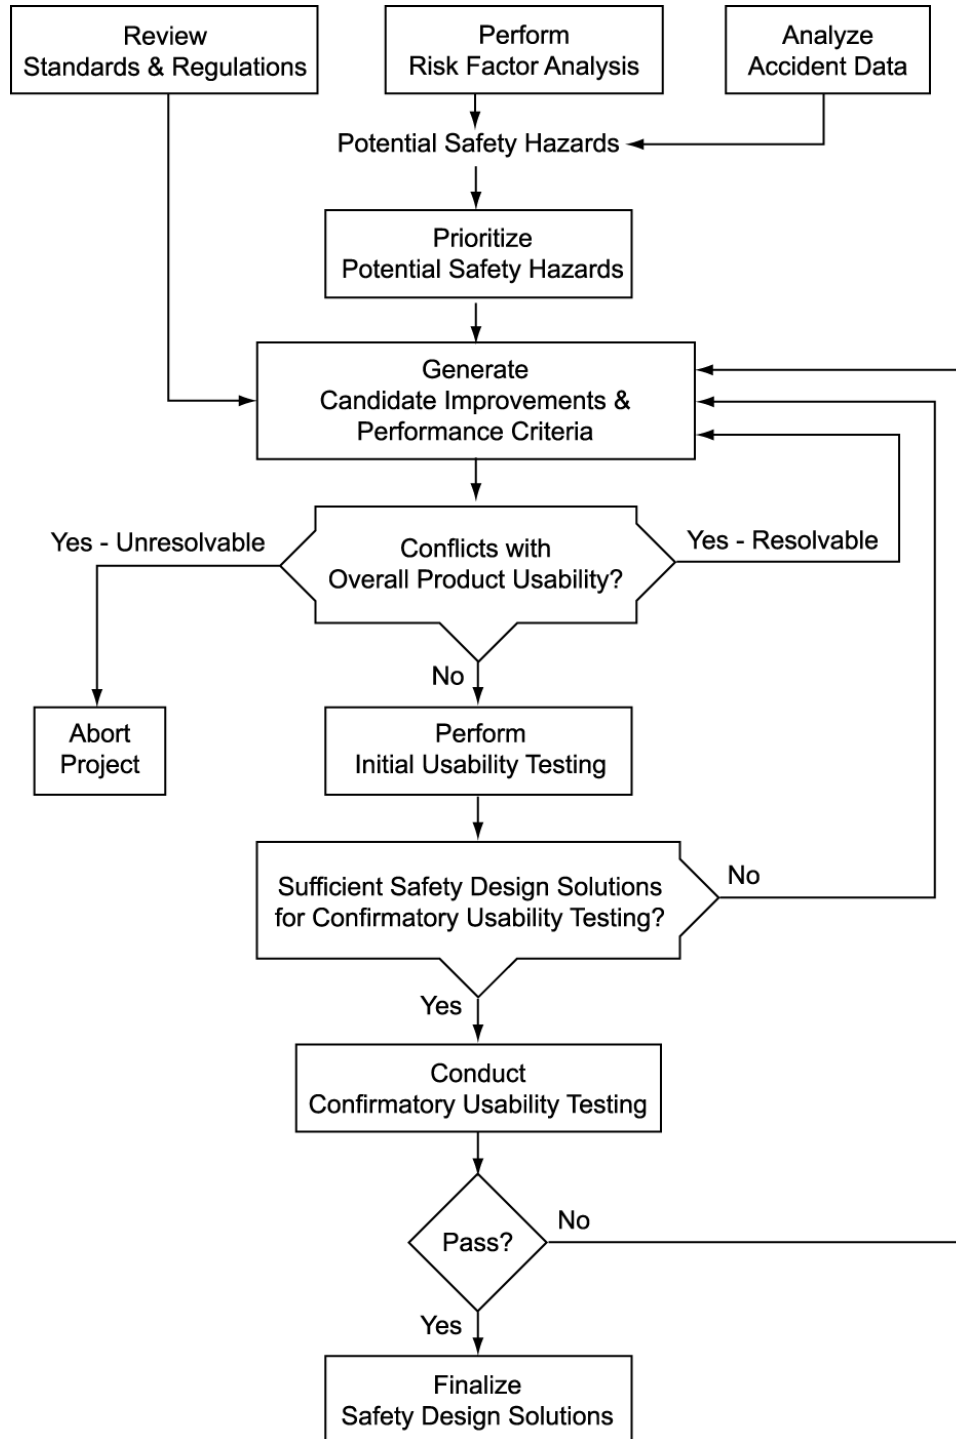 Review
Standards & Regulations
Perform
Risk Factor Analysis
Analyze
Accident Data
Potential Safety Hazards
Prioritize
Potential Safety Hazards
Generate
Candidate Improvements &
Performance Criteria
Yes - Unresolvable
Conflicts with
Overall Product Usability?
Yes - Resolvable
No
Abort
Project
Perform
Initial Usability Testing
Sufficient Safety Design Solutions
for Confirmatory Usability Testing?
No
Yes
Conduct
Confirmatory Usability Testing
Pass?
No
Yes
Finalize
Safety Design Solutions